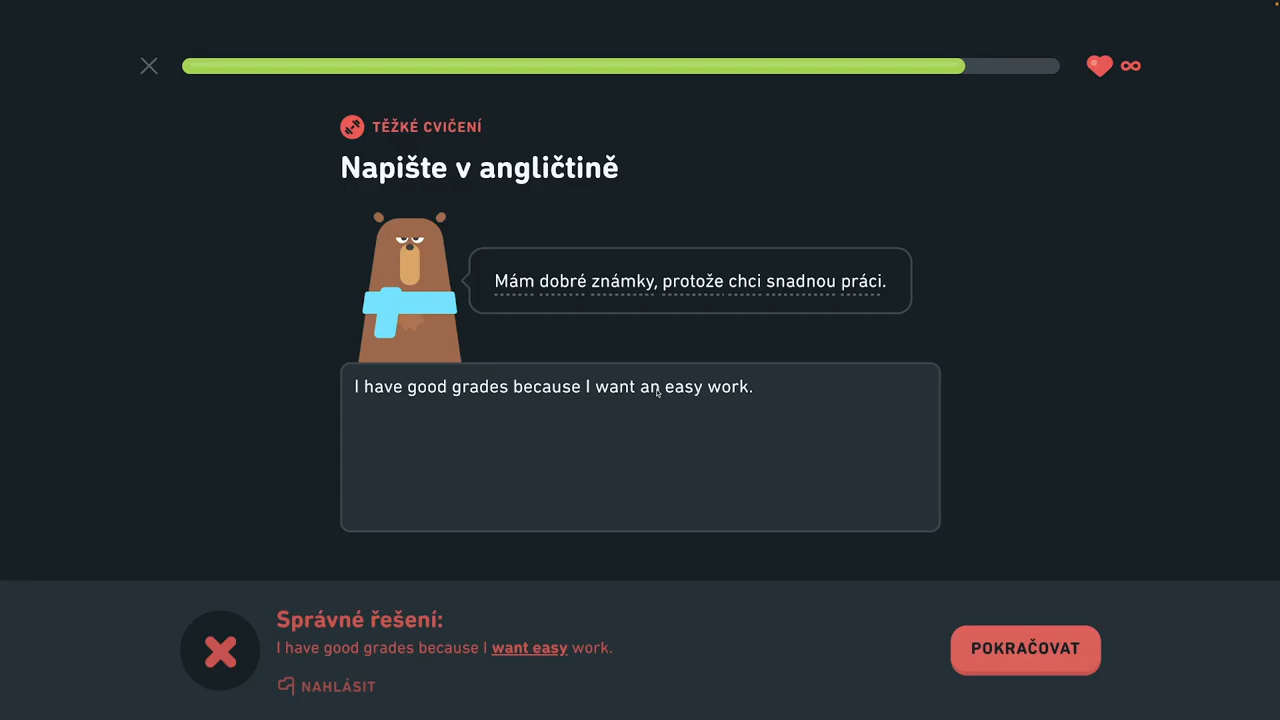 TĚŽKÉ CVIČENÍ
Napište v angličtině
Mám dobré známky, protože chci snadnou práci.
I have good grades because I want an easy work.
Správné řešení:
I have good grades because I want easy work.
NAHLÁSIT
POKRAČOVAT